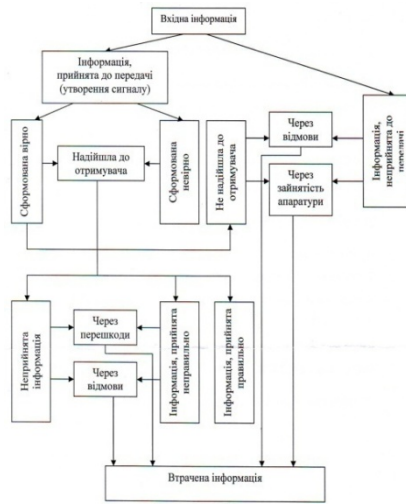 Вхідна інформація
Інформація,
прийнята до передачі
(утворення сигналу)
Сформована вірно
Надійшла до
отримувача
Сформована
невірно
Не надійшла до
отримувача
Через
відмови
Через
зайнятість
апаратури
Інформація,
неприйнята до
передачі
Неприйнята
інформація
Через
перешкоди
Через
відмови
Інформація, прийнята
неправильно
Інформація, прийнята
правильно
Втрачена інформація